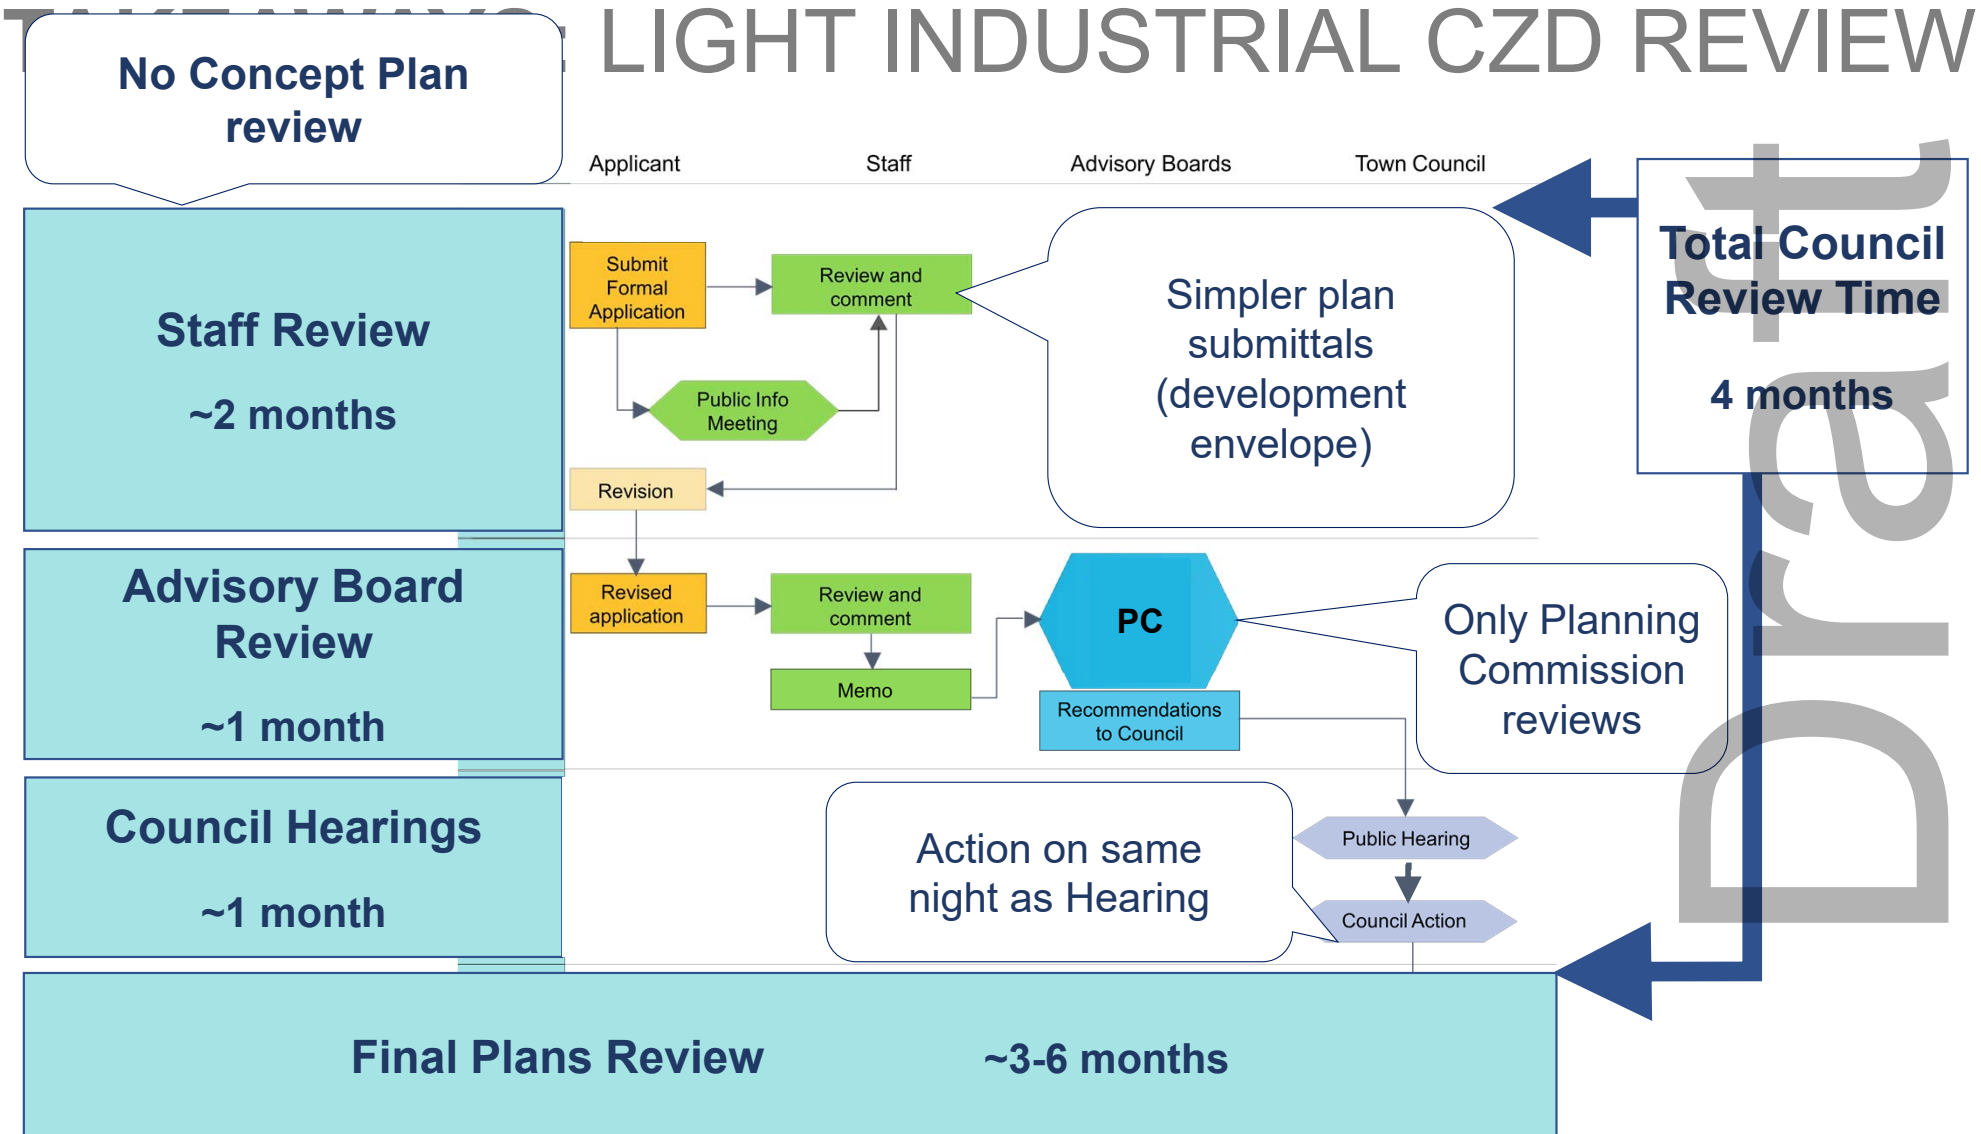 LIGHT INDUSTRIAL CZD REVIEW
No Concept Plan
review
Applicant
Staff
Advisory Boards
Town Council
Staff Review
~2 months
Submit
Formal
Application
Review and
comment
Public Info
Meeting
Revision
Simpler plan
submittals
(development
envelope)
Total Council
Review Time
4 months
Advisory Board
Review
~1 month
Revised
application
Review and
comment
Memo
PC
Recommendations
to Council
Only Planning
Commission
reviews
Council Hearings
~1 month
Action on same
night as Hearing
Public Hearing
Council Action
Final Plans Review ~3-6 months
Draft